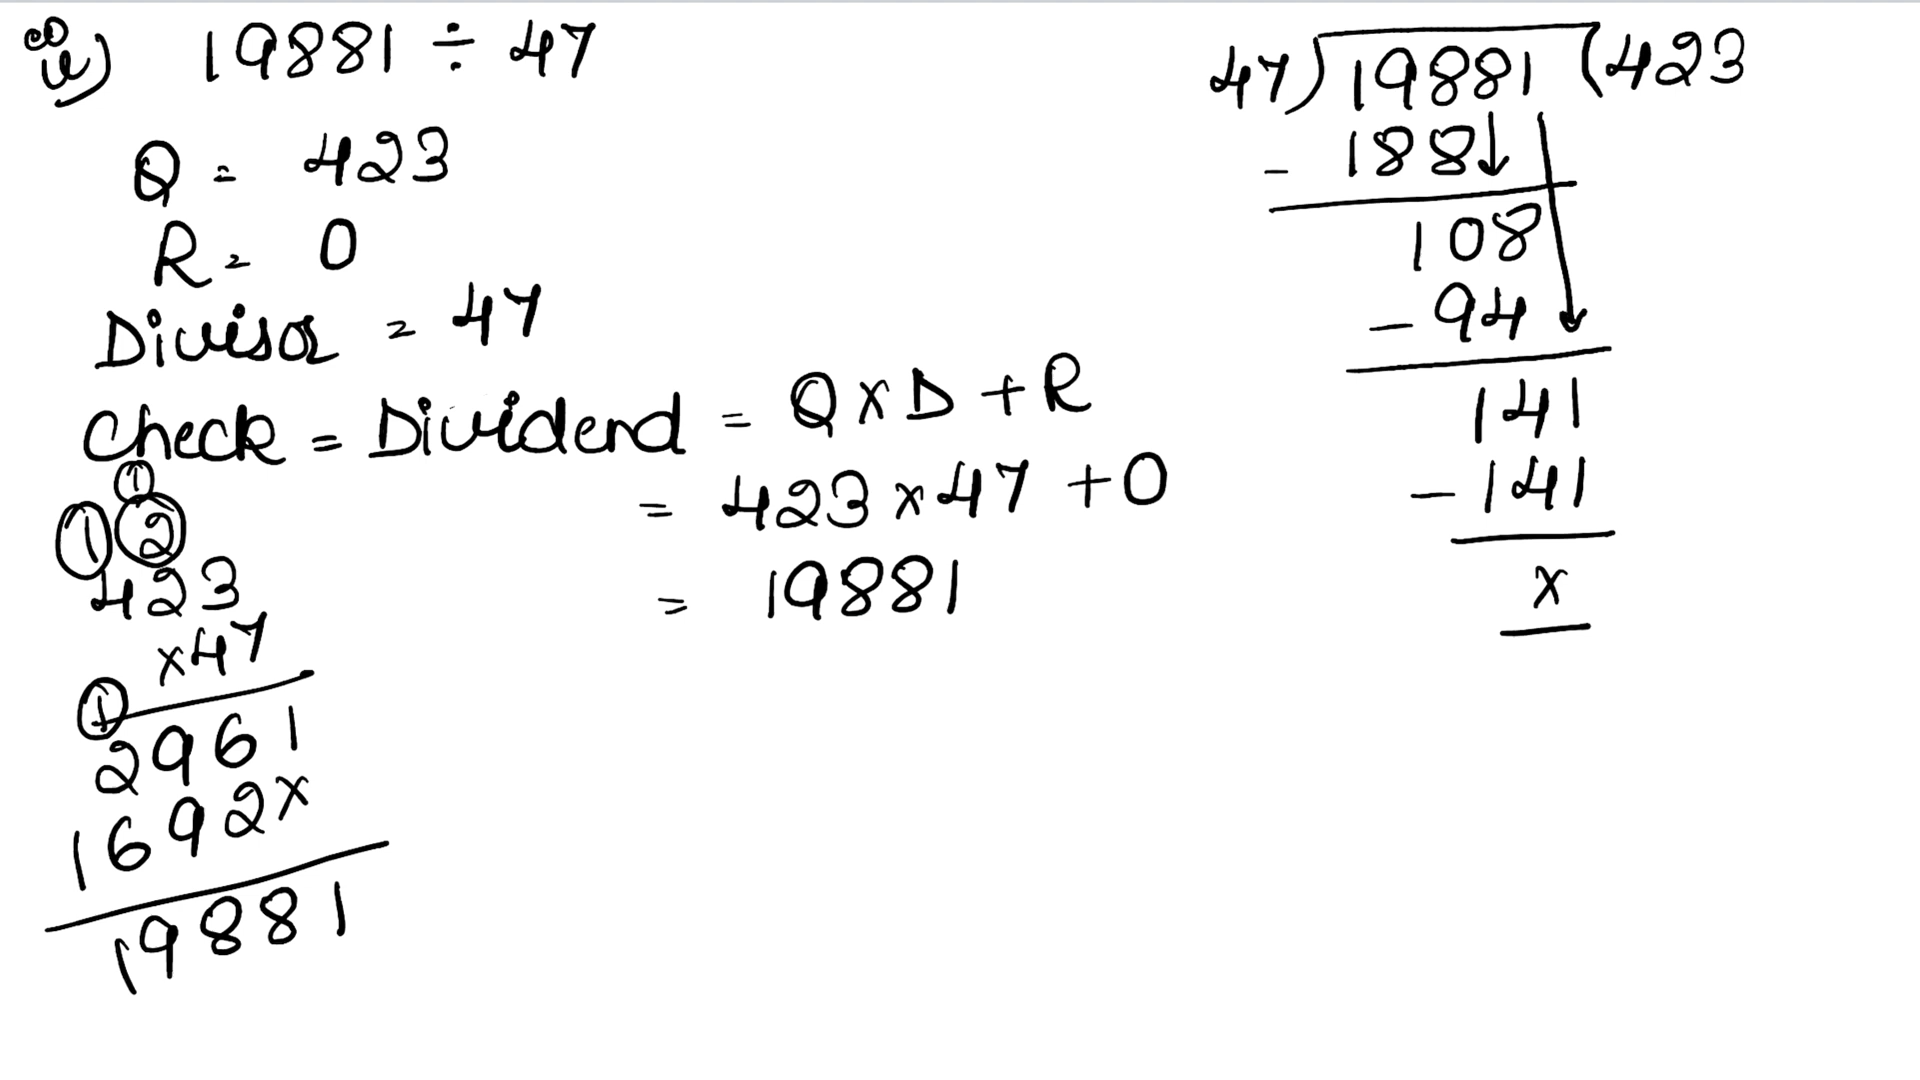 19881 ÷ 47
Q = 423
R = 0
Divisor = 47
Check = Dividend = Q x D + R
= 423 x 47 + 0
= 19881
1
1 2
423
x47
1
2961
1692x
19881
47)19881(423
- 188
108
- 94
141
- 141
x